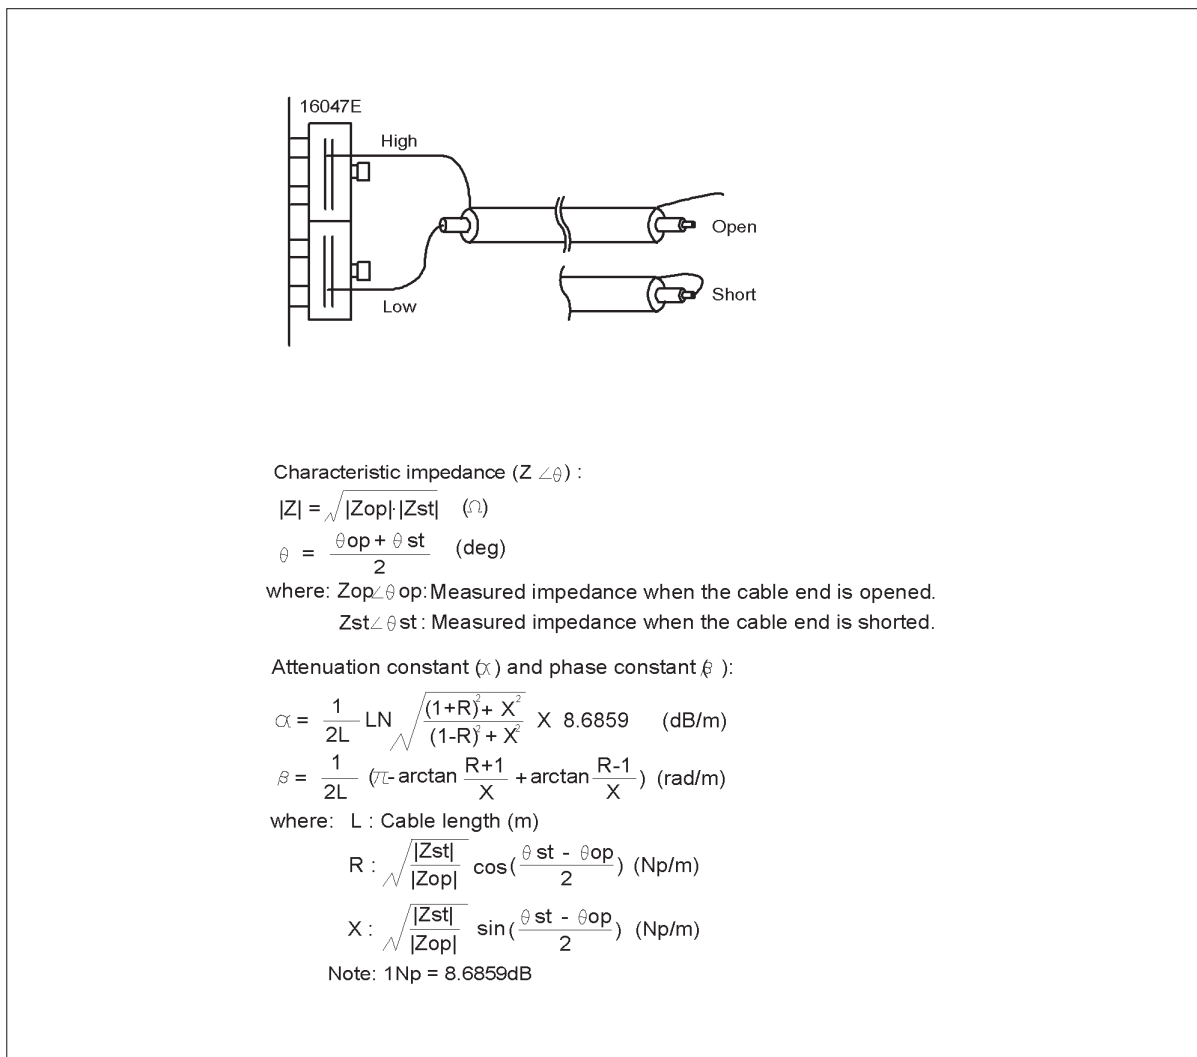 16047E
High
Low
Open
Short
Characteristic impedance (Z ∠θ) :
|Z| = √|Zop|·|Zst| (Ω)
θ = θop + θst / 2 (deg)
where: Zop∠θop: Measured impedance when the cable end is opened.
Zst∠θst : Measured impedance when the cable end is shorted.
Attenuation constant (α) and phase constant (β ):
α = 1/2L LN √((1+R)² + X² / (1-R)² + X²) X 8.6859 (dB/m)
β = 1/2L (π- arctan R+1/X + arctan R-1/X) (rad/m)
where: L : Cable length (m)
R : √(|Zst|/|Zop|) cos(θst - θop / 2) (Np/m)
X : √(|Zst|/|Zop|) sin(θst - θop / 2) (Np/m)
Note: 1Np = 8.6859dB